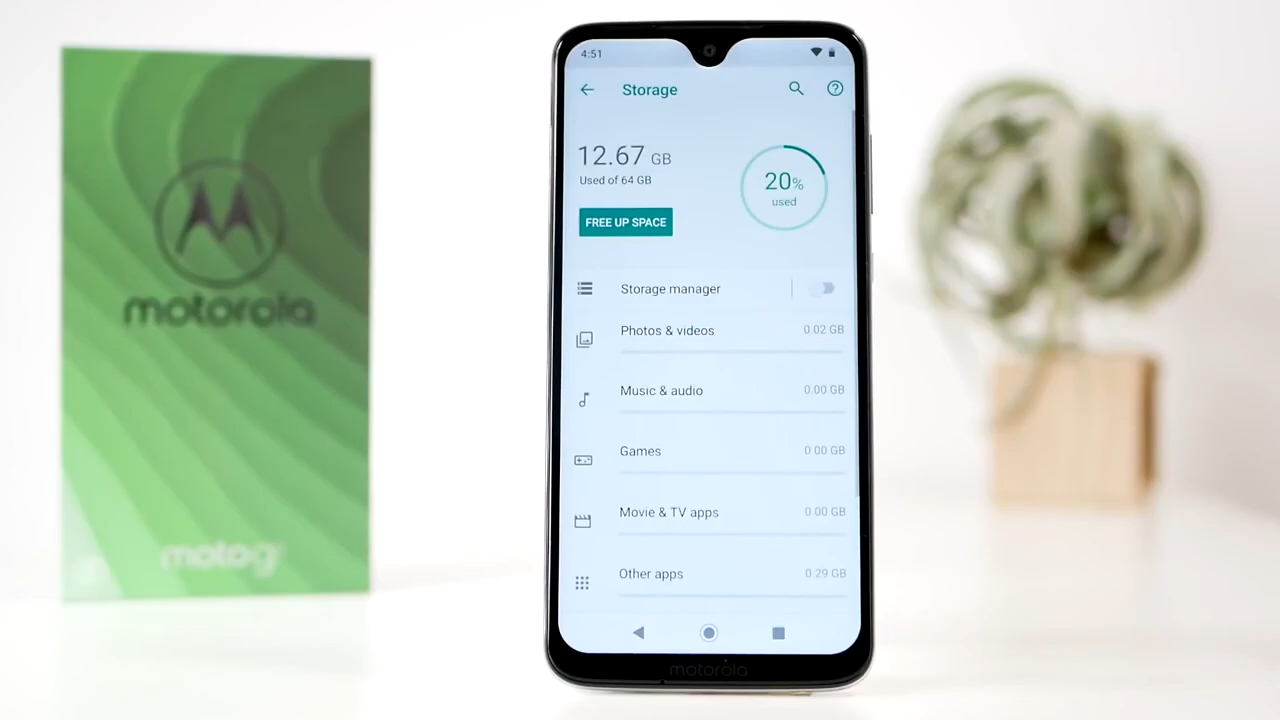 motorola
moto g
4:51
Storage
12.67 GB
Used of 64 GB
20%
used
FREE UP SPACE
Storage manager
Photos & videos
0.02 GB
Music & audio
0.00 GB
Games
0.00 GB
Movie & TV apps
0.00 GB
Other apps
0.29 GB
motorola